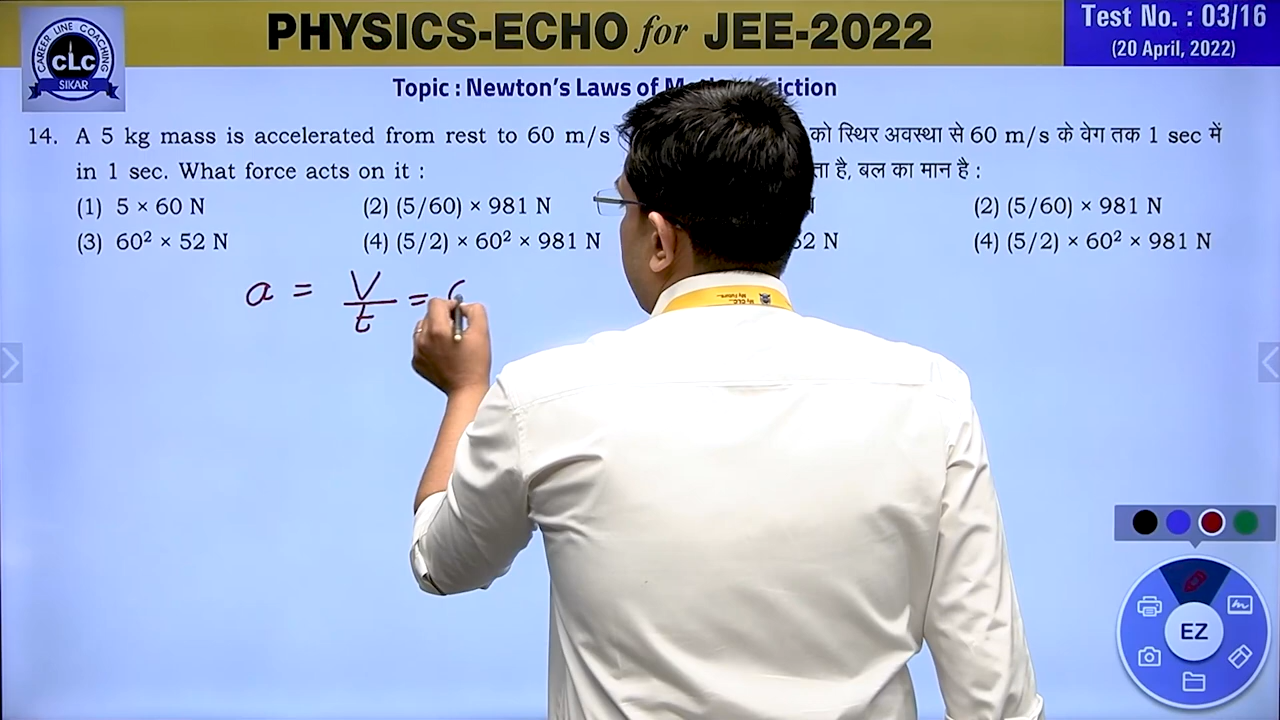 PHYSICS-ECHO for JEE-2022
Test No. : 03/16
(20 April, 2022)
CAREER LINE COACHING
CLC
SIKAR
Topic : Newton's Laws of
14. A 5 kg mass is accelerated from rest to 60 m/s
in 1 sec. What force acts on it :
(1) 5 × 60 N (2) (5/60) × 981 N
(3) 60² × 52 N (4) (5/2) × 60² × 981 N
को स्थिर अवस्था से 60 m/s के वेग तक 1 sec में
है, बल का मान है :
N (2) (5/60) × 981 N
52 N (4) (5/2) × 60² × 981 N
a = V/t =
EZ